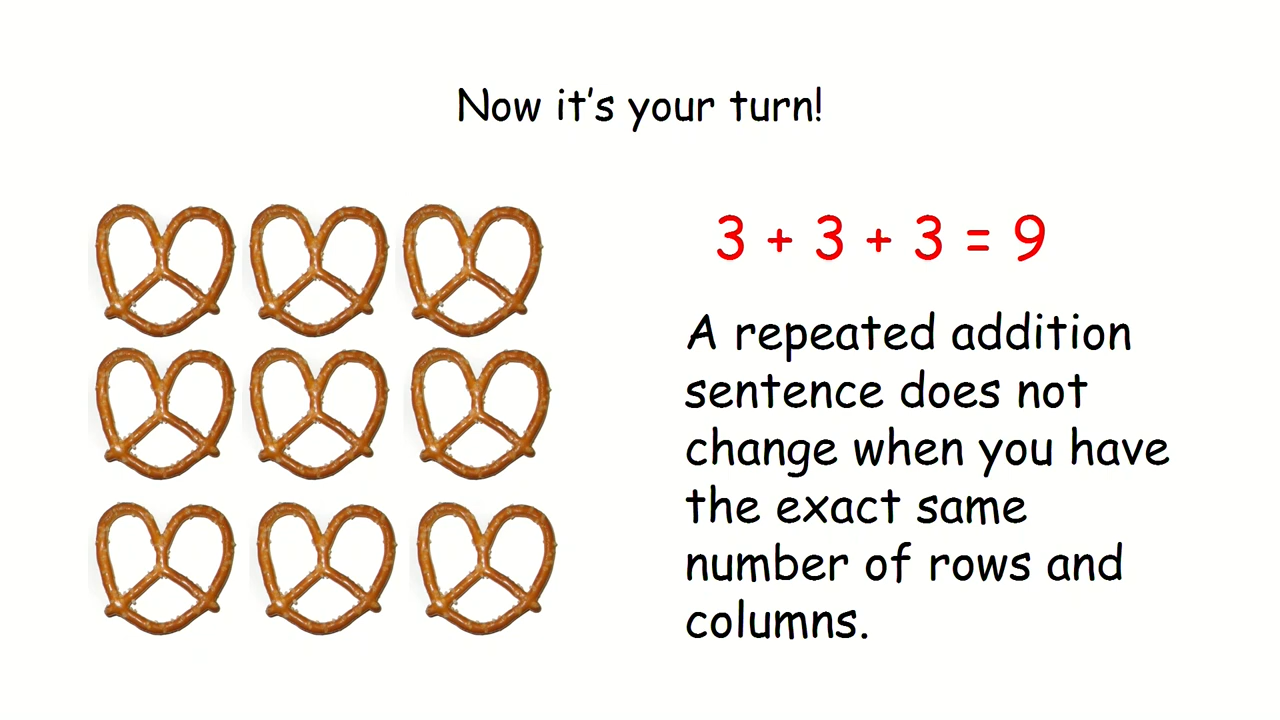 Now it's your turn!
3 + 3 + 3 = 9
A repeated addition
sentence does not
change when you have
the exact same
number of rows and
columns.